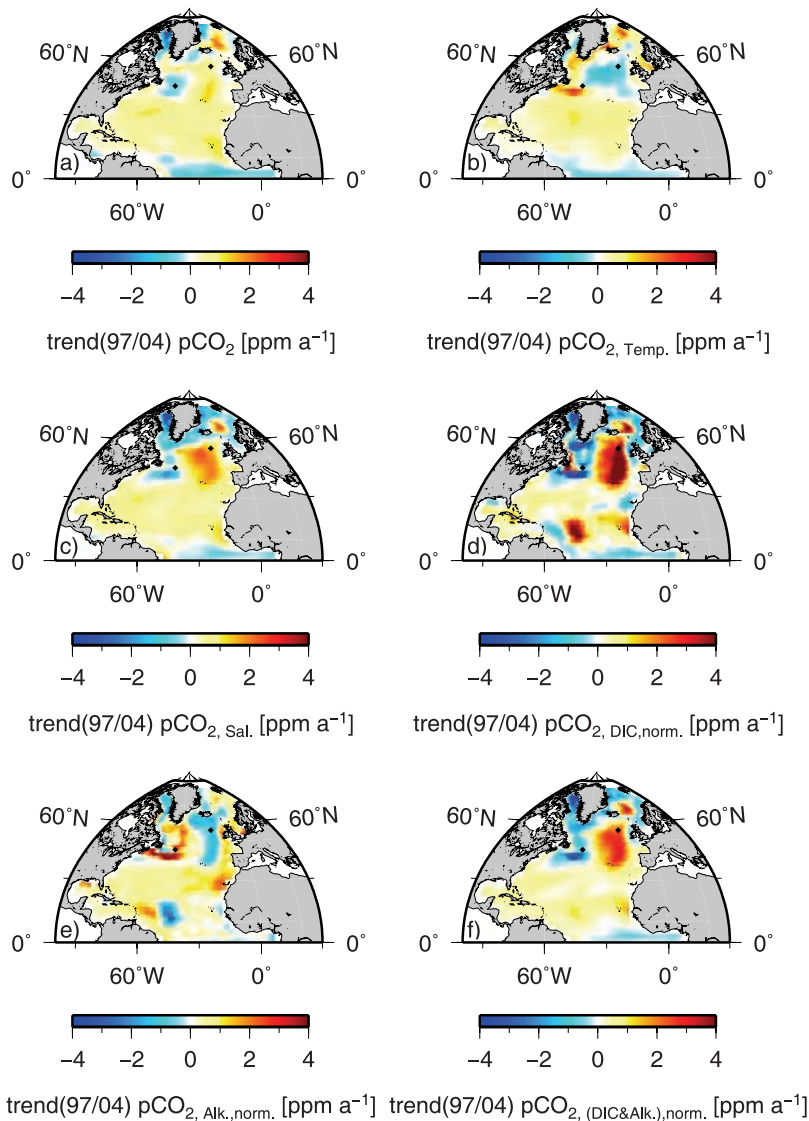 60°N 60°N 60°N 60°N
a) b)
0° 0° 0° 0°
60°W 0° 60°W 0°
−4 −2 0 2 4 −4 −2 0 2 4
trend(97/04) pCO₂ [ppm a⁻¹] trend(97/04) pCO₂, Temp. [ppm a⁻¹]
60°N 60°N 60°N 60°N
c) d)
0° 0° 0° 0°
60°W 0° 60°W 0°
−4 −2 0 2 4 −4 −2 0 2 4
trend(97/04) pCO₂, Sal. [ppm a⁻¹] trend(97/04) pCO₂, DIC,norm. [ppm a⁻¹]
60°N 60°N 60°N 60°N
e) f)
0° 0° 0° 0°
60°W 0° 60°W 0°
−4 −2 0 2 4 −4 −2 0 2 4
trend(97/04) pCO₂, Alk.,norm. [ppm a⁻¹] trend(97/04) pCO₂, (DIC&Alk.),norm. [ppm a⁻¹]